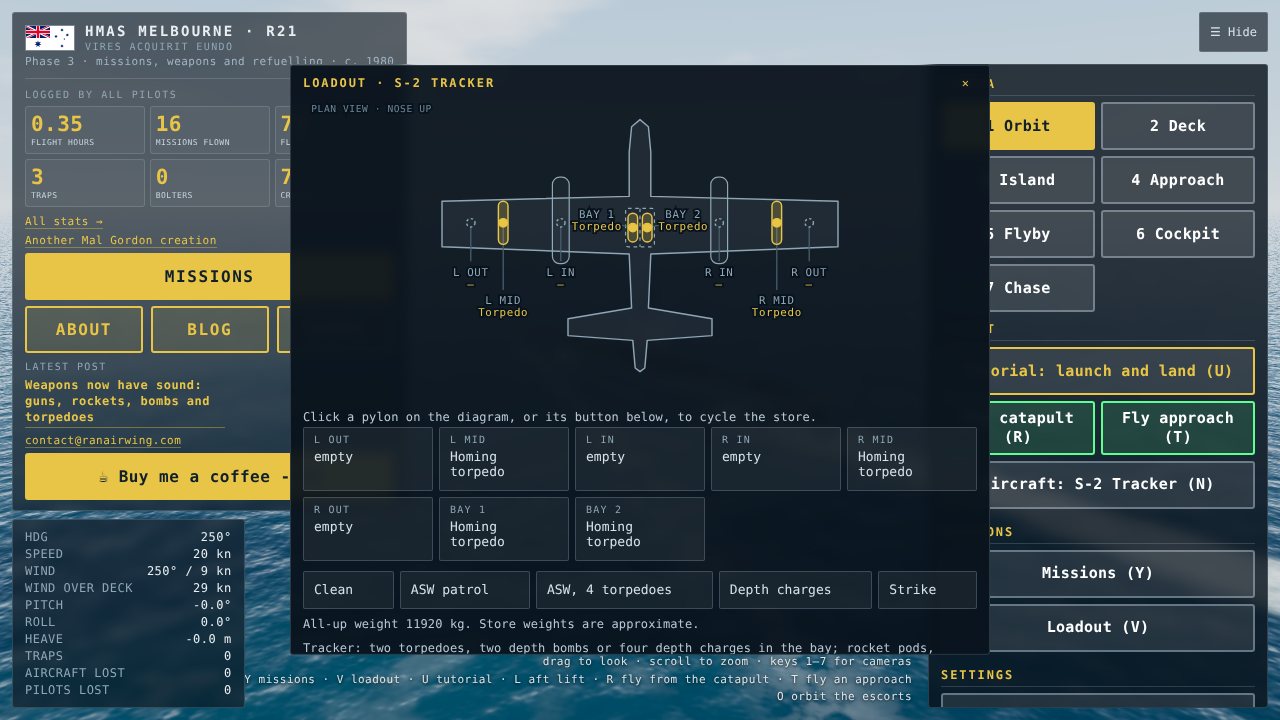 HMAS MELBOURNE · R21
VIRES ACQUIRIT EUNDO
Phase 3 · missions, weapons and refuelling · c. 1980
LOGGED BY ALL PILOTS
0.35
FLIGHT HOURS
16
MISSIONS FLOWN
3
TRAPS
0
BOLTERS
All stats →
Another Mal Gordon creation
MISSIONS
ABOUT
BLOG
LATEST POST
Weapons now have sound:
guns, rockets, bombs and
torpedoes
contact@ranairwing.com
☕ Buy me a coffee -
HDG 250°
SPEED 20 kn
WIND 250° / 9 kn
WIND OVER DECK 29 kn
PITCH -0.0°
ROLL 0.0°
HEAVE -0.0 m
TRAPS 0
AIRCRAFT LOST 0
PILOTS LOST 0
LOADOUT · S-2 TRACKER ×
PLAN VIEW · NOSE UP
BAY 1
Torpedo
BAY 2
Torpedo
L OUT
—
L IN
—
R IN
—
R OUT
—
L MID
Torpedo
R MID
Torpedo
Click a pylon on the diagram, or its button below, to cycle the store.
L OUT
empty
L MID
Homing
torpedo
L IN
empty
R IN
empty
R MID
Homing
torpedo
R OUT
empty
BAY 1
Homing
torpedo
BAY 2
Homing
torpedo
Clean
ASW patrol
ASW, 4 torpedoes
Depth charges
Strike
All-up weight 11920 kg. Store weights are approximate.
Tracker: two torpedoes, two depth bombs or four depth charges in the bay; rocket pods,
drag to look · scroll to zoom · keys 1–7 for cameras
Y missions · V loadout · U tutorial · L aft lift · R fly from the catapult · T fly an approach
O orbit the escorts
☰ Hide
Orbit
2 Deck
Island
4 Approach
Flyby
6 Cockpit
Chase
orial: launch and land (U)
catapult
(R)
Fly approach
(T)
ircraft: S-2 Tracker (N)
ONS
Missions (Y)
Loadout (V)
SETTINGS